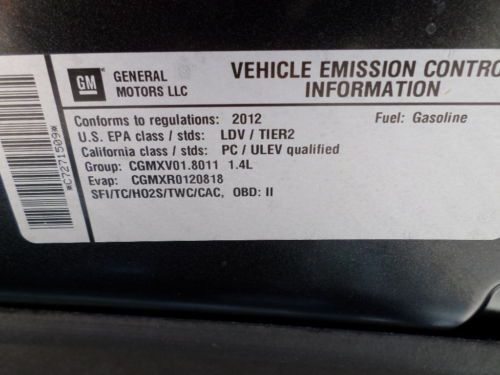 GM
GENERAL
MOTORS LLC
VEHICLE EMISSION CONTRO
INFORMATION
Conforms to regulations: 2012
Fuel: Gasoline
U.S. EPA class / stds: LDV / TIER2
California class / stds: PC / ULEV qualified
Group: CGMXV01.8011 1.4L
Evap: CGMXR0120818
SFI/TC/HO2S/TWC/CAC, OBD: II
*C7271509*